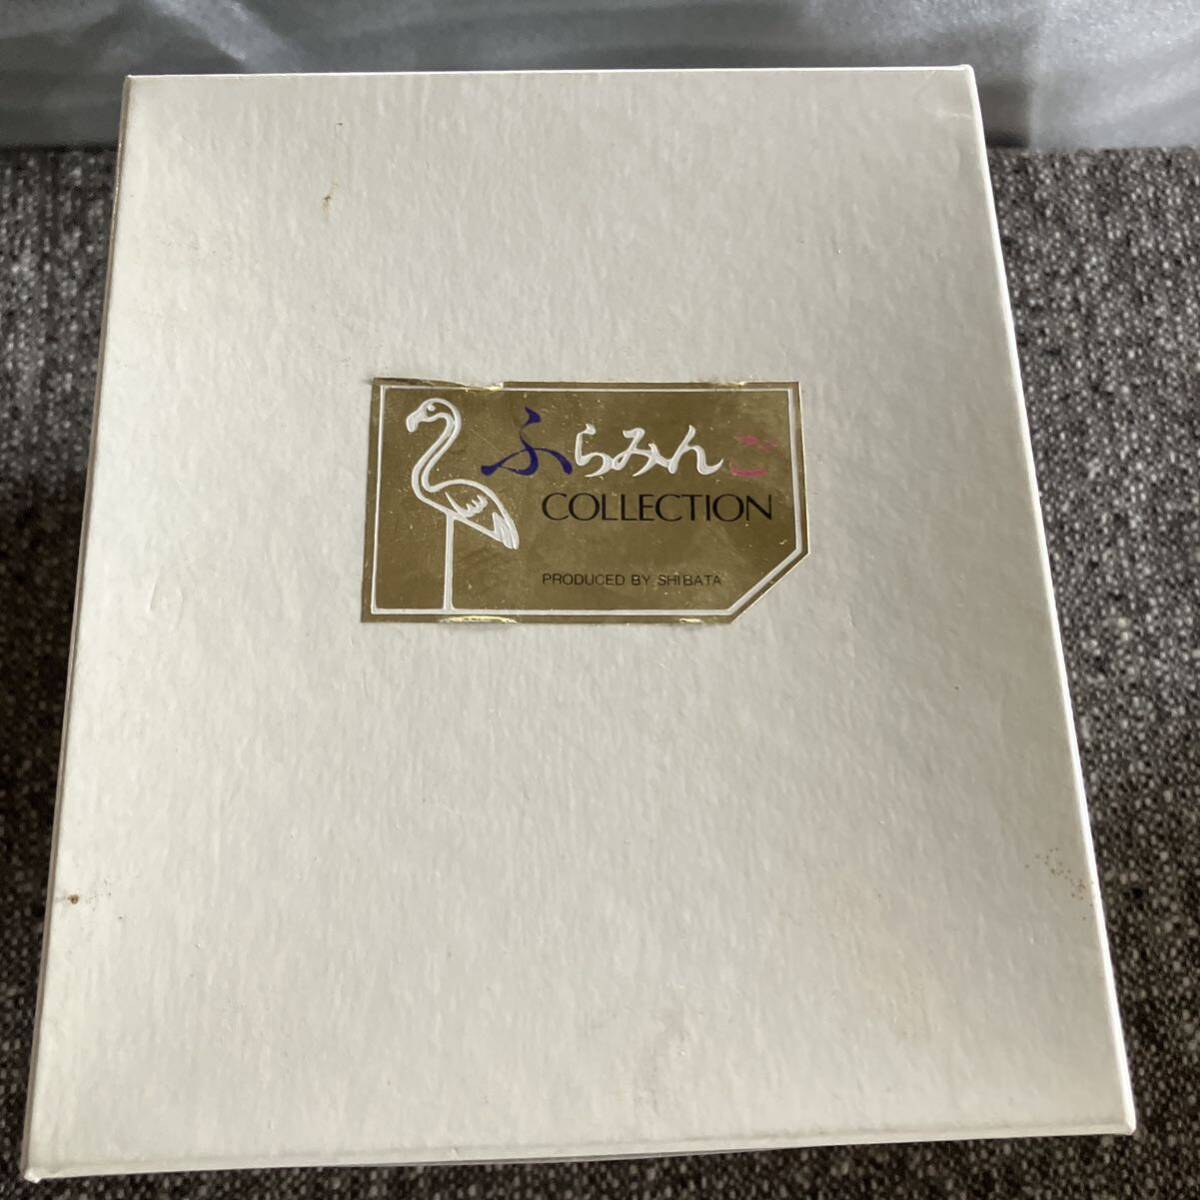 ふらみんご
COLLECTION
PRODUCED BY SHIBATA